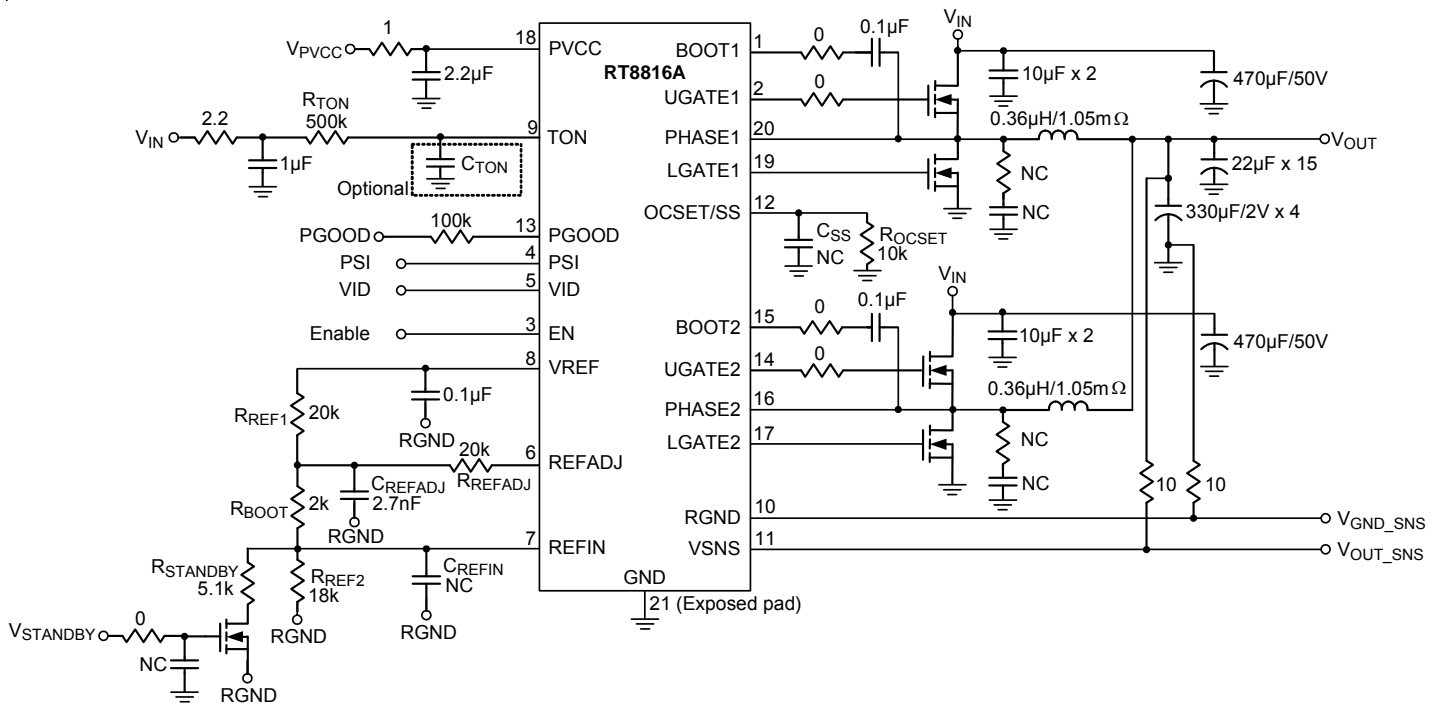 VPVCC
1
2.2µF
18
PVCC
RT8816A
VIN
2.2
1µF
RTON
500k
9
TON
CTON
Optional
PGOOD
100k
13
PGOOD
PSI
4
PSI
VID
5
VID
Enable
3
EN
8
VREF
0.1µF
RGND
RREF1
20k
20k
RREFADJ
6
REFADJ
CREFADJ
2.7nF
RGND
RBOOT
2k
7
REFIN
RSTANDBY
5.1k
RREF2
18k
RGND
CREFIN
NC
RGND
VSTANDBY
0
NC
RGND
GND
21 (Exposed pad)
BOOT1
1
0
0.1µF
VIN
10µF x 2
470µF/50V
UGATE1
2
0
PHASE1
20
0.36µH/1.05mΩ
VOUT
LGATE1
19
NC
NC
22µF x 15
330µF/2V x 4
OCSET/SS
12
CSS
NC
ROCSET
10k
BOOT2
15
0
0.1µF
VIN
10µF x 2
470µF/50V
UGATE2
14
0
PHASE2
16
0.36µH/1.05mΩ
LGATE2
17
NC
NC
10
10
RGND
10
VGND_SNS
VSNS
11
VOUT_SNS